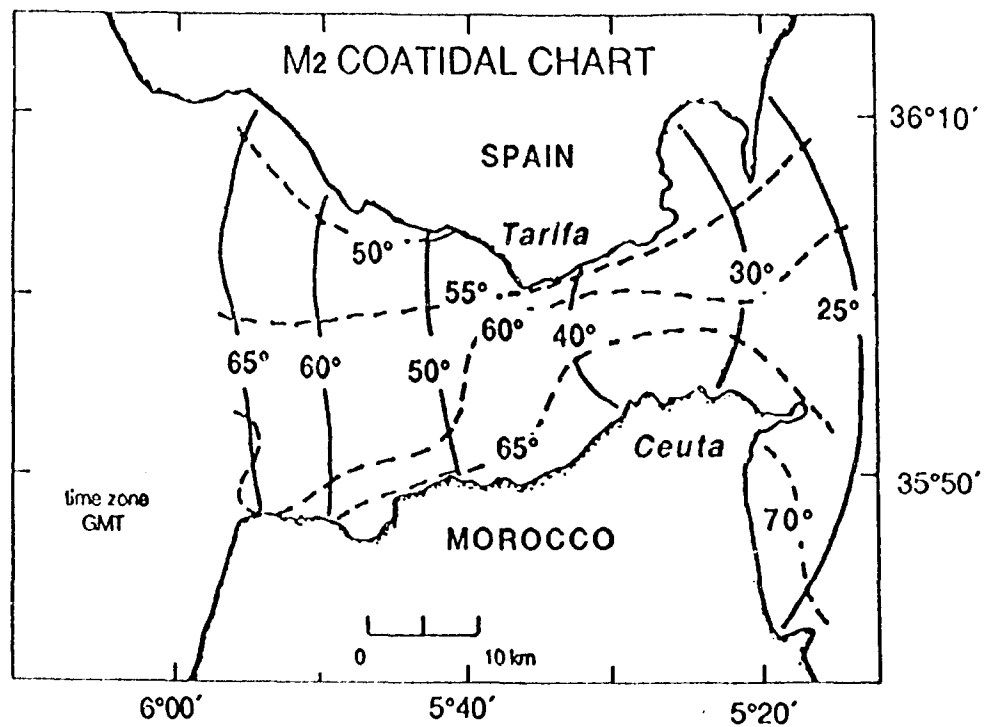 M2 COATIDAL CHART
36°10′
SPAIN
Tarifa
50°
30°
55°
60°
40°
25°
65°
60°
50°
65°
Ceuta
35°50′
time zone
GMT
70°
MOROCCO
0 10 km
6°00′ 5°40′ 5°20′